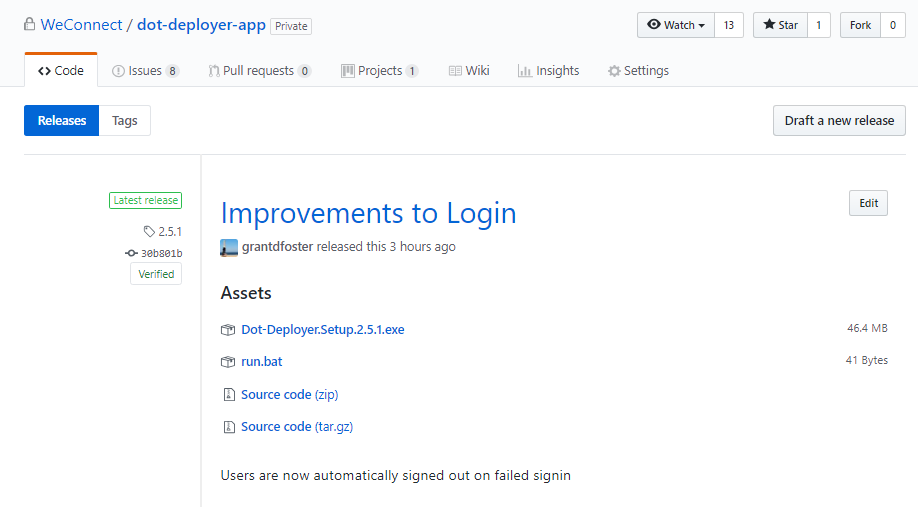 WeConnect / dot-deployer-app Private Watch 13 Star 1 Fork 0
Code Issues 8 Pull requests 0 Projects 1 Wiki Insights Settings
Releases Tags Draft a new release
Latest release
2.5.1
30b801b
Verified
Improvements to Login Edit
grantdfoster released this 3 hours ago
Assets
Dot-Deployer.Setup.2.5.1.exe 46.4 MB
run.bat 41 Bytes
Source code (zip)
Source code (tar.gz)
Users are now automatically signed out on failed signin